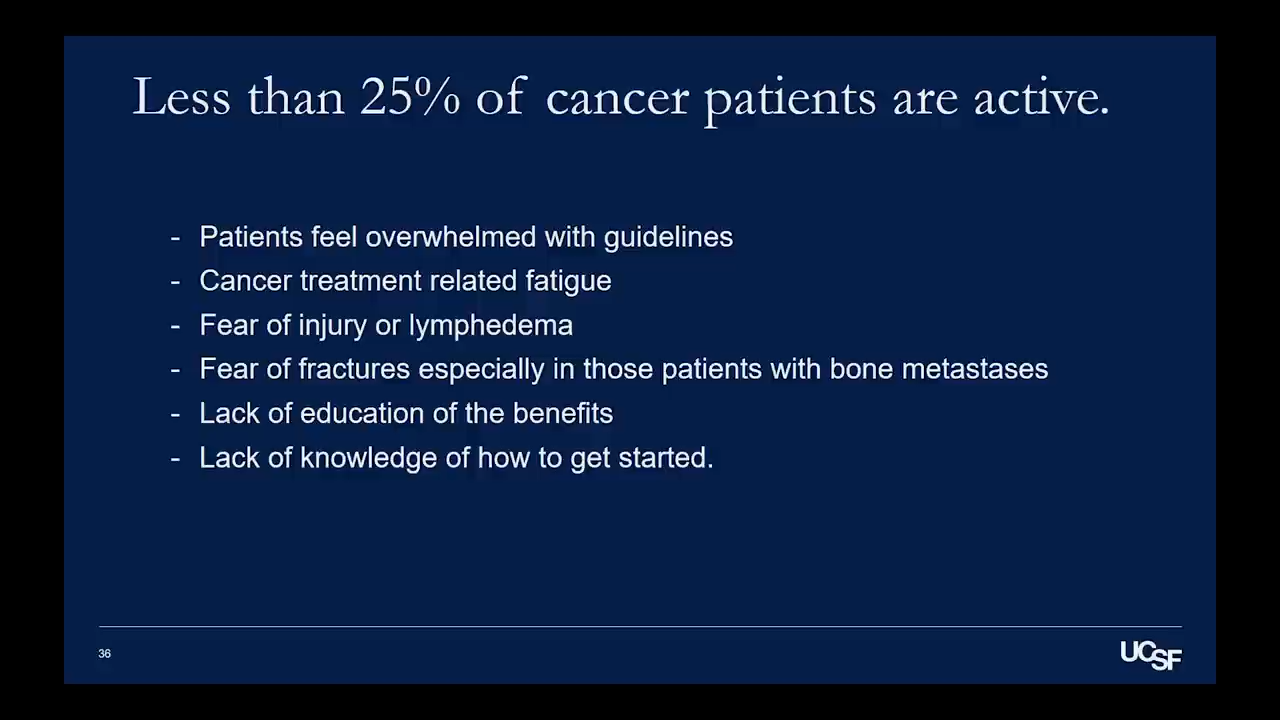 Less than 25% of cancer patients are active.
- Patients feel overwhelmed with guidelines
- Cancer treatment related fatigue
- Fear of injury or lymphedema
- Fear of fractures especially in those patients with bone metastases
- Lack of education of the benefits
- Lack of knowledge of how to get started.
36
UCSF